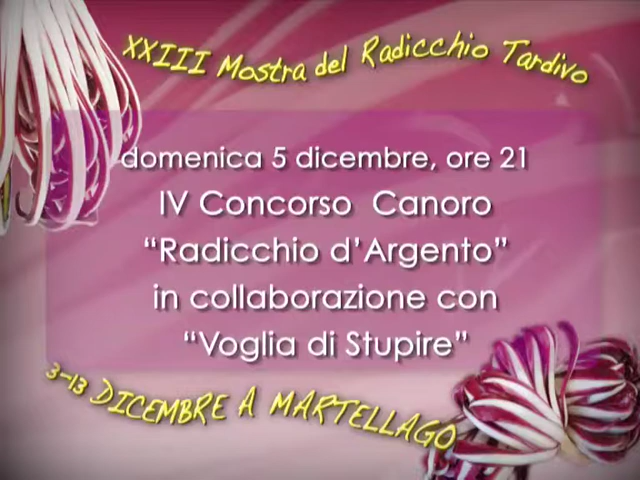 XXIII Mostra del Radicchio Tardivo
domenica 5 dicembre, ore 21
IV Concorso Canoro
“Radicchio d’Argento”
in collaborazione con
“Voglia di Stupire”
3-13 DICEMBRE A MARTELLAGO